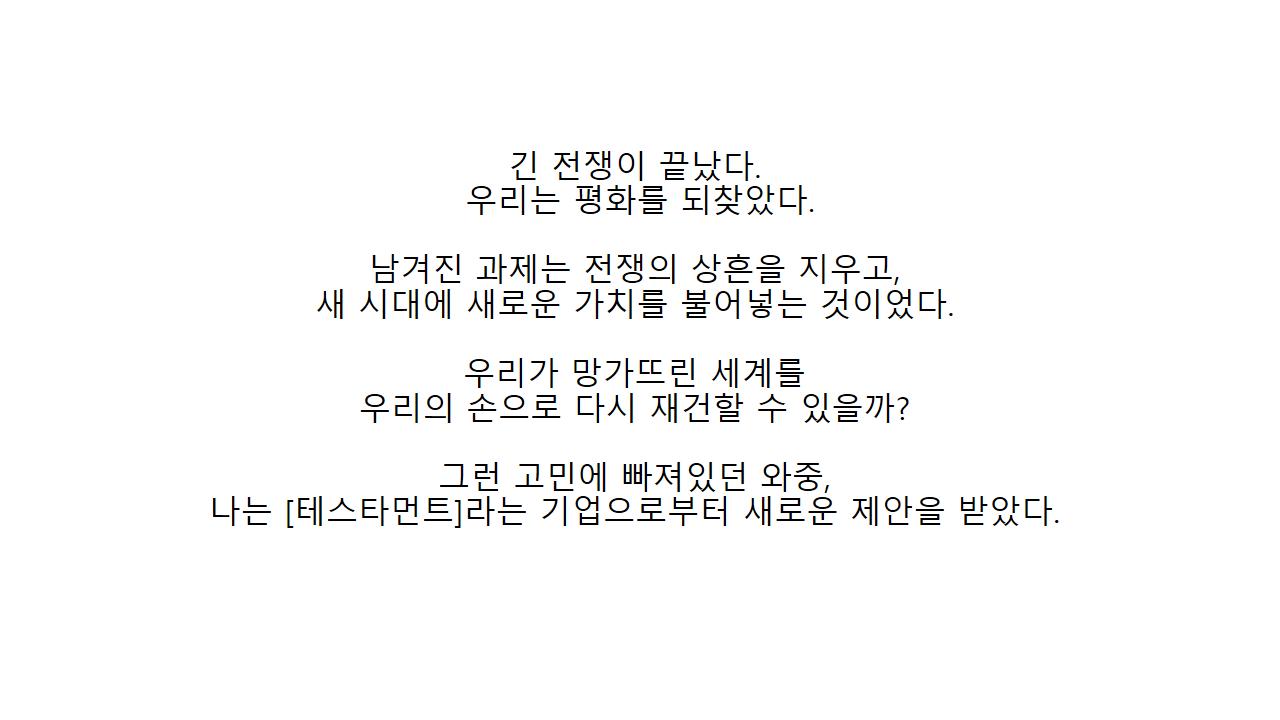 긴 전쟁이 끝났다.
우리는 평화를 되찾았다.
남겨진 과제는 전쟁의 상흔을 지우고,
새 시대에 새로운 가치를 불어넣는 것이었다.
우리가 망가뜨린 세계를
우리의 손으로 다시 재건할 수 있을까?
그런 고민에 빠져있던 와중,
나는 [테스타먼트]라는 기업으로부터 새로운 제안을 받았다.